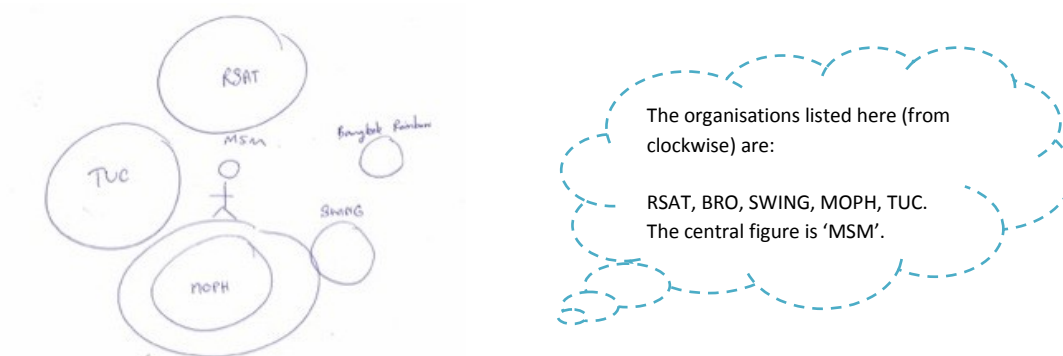 RSAT
MSM
Bangkok Rainbow
TUC
SWING
MOPH
The organisations listed here (from
clockwise) are:
RSAT, BRO, SWING, MOPH, TUC.
The central figure is ‘MSM’.